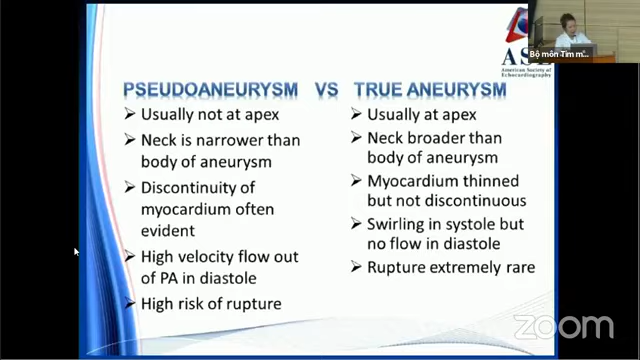 AS
American Society of
Echocardiography
Bộ môn Tim m...
PSEUDOANEURYSM VS TRUE ANEURYSM
Usually not at apex
Neck is narrower than
body of aneurysm
Discontinuity of
myocardium often
evident
High velocity flow out
of PA in diastole
High risk of rupture
Usually at apex
Neck broader than
body of aneurysm
Myocardium thinned
but not discontinuous
Swirling in systole but
no flow in diastole
Rupture extremely rare
zoom